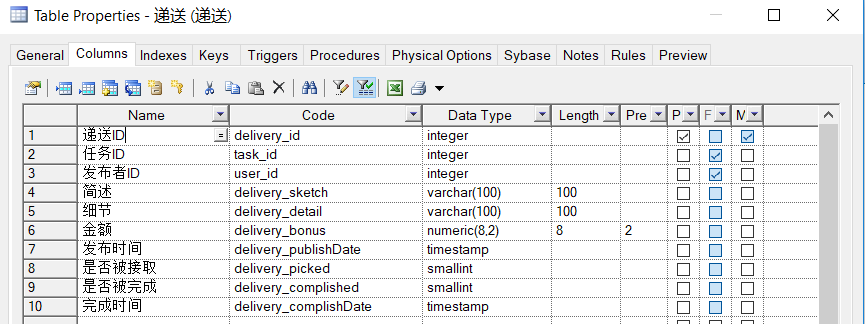 Table Properties - 递送 (递送)
General Columns Indexes Keys Triggers Procedures Physical Options Sybase Notes Rules Preview
Name Code Data Type Length Pre P F M
1 递送ID = delivery_id integer
2 任务ID task_id integer
3 发布者ID user_id integer
4 简述 delivery_sketch varchar(100) 100
5 细节 delivery_detail varchar(100) 100
6 金额 delivery_bonus numeric(8,2) 8 2
7 发布时间 delivery_publishDate timestamp
8 是否被接取 delivery_picked smallint
9 是否被完成 delivery_complished smallint
10 完成时间 delivery_complishDate timestamp